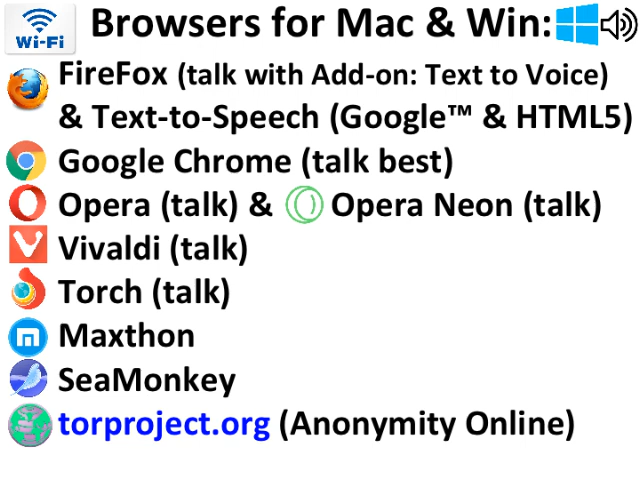 Wi-Fi
Browsers for Mac & Win:
FireFox (talk with Add-on: Text to Voice)
& Text-to-Speech (Google™ & HTML5)
Google Chrome (talk best)
Opera (talk) & Opera Neon (talk)
Vivaldi (talk)
Torch (talk)
Maxthon
SeaMonkey
torproject.org (Anonymity Online)